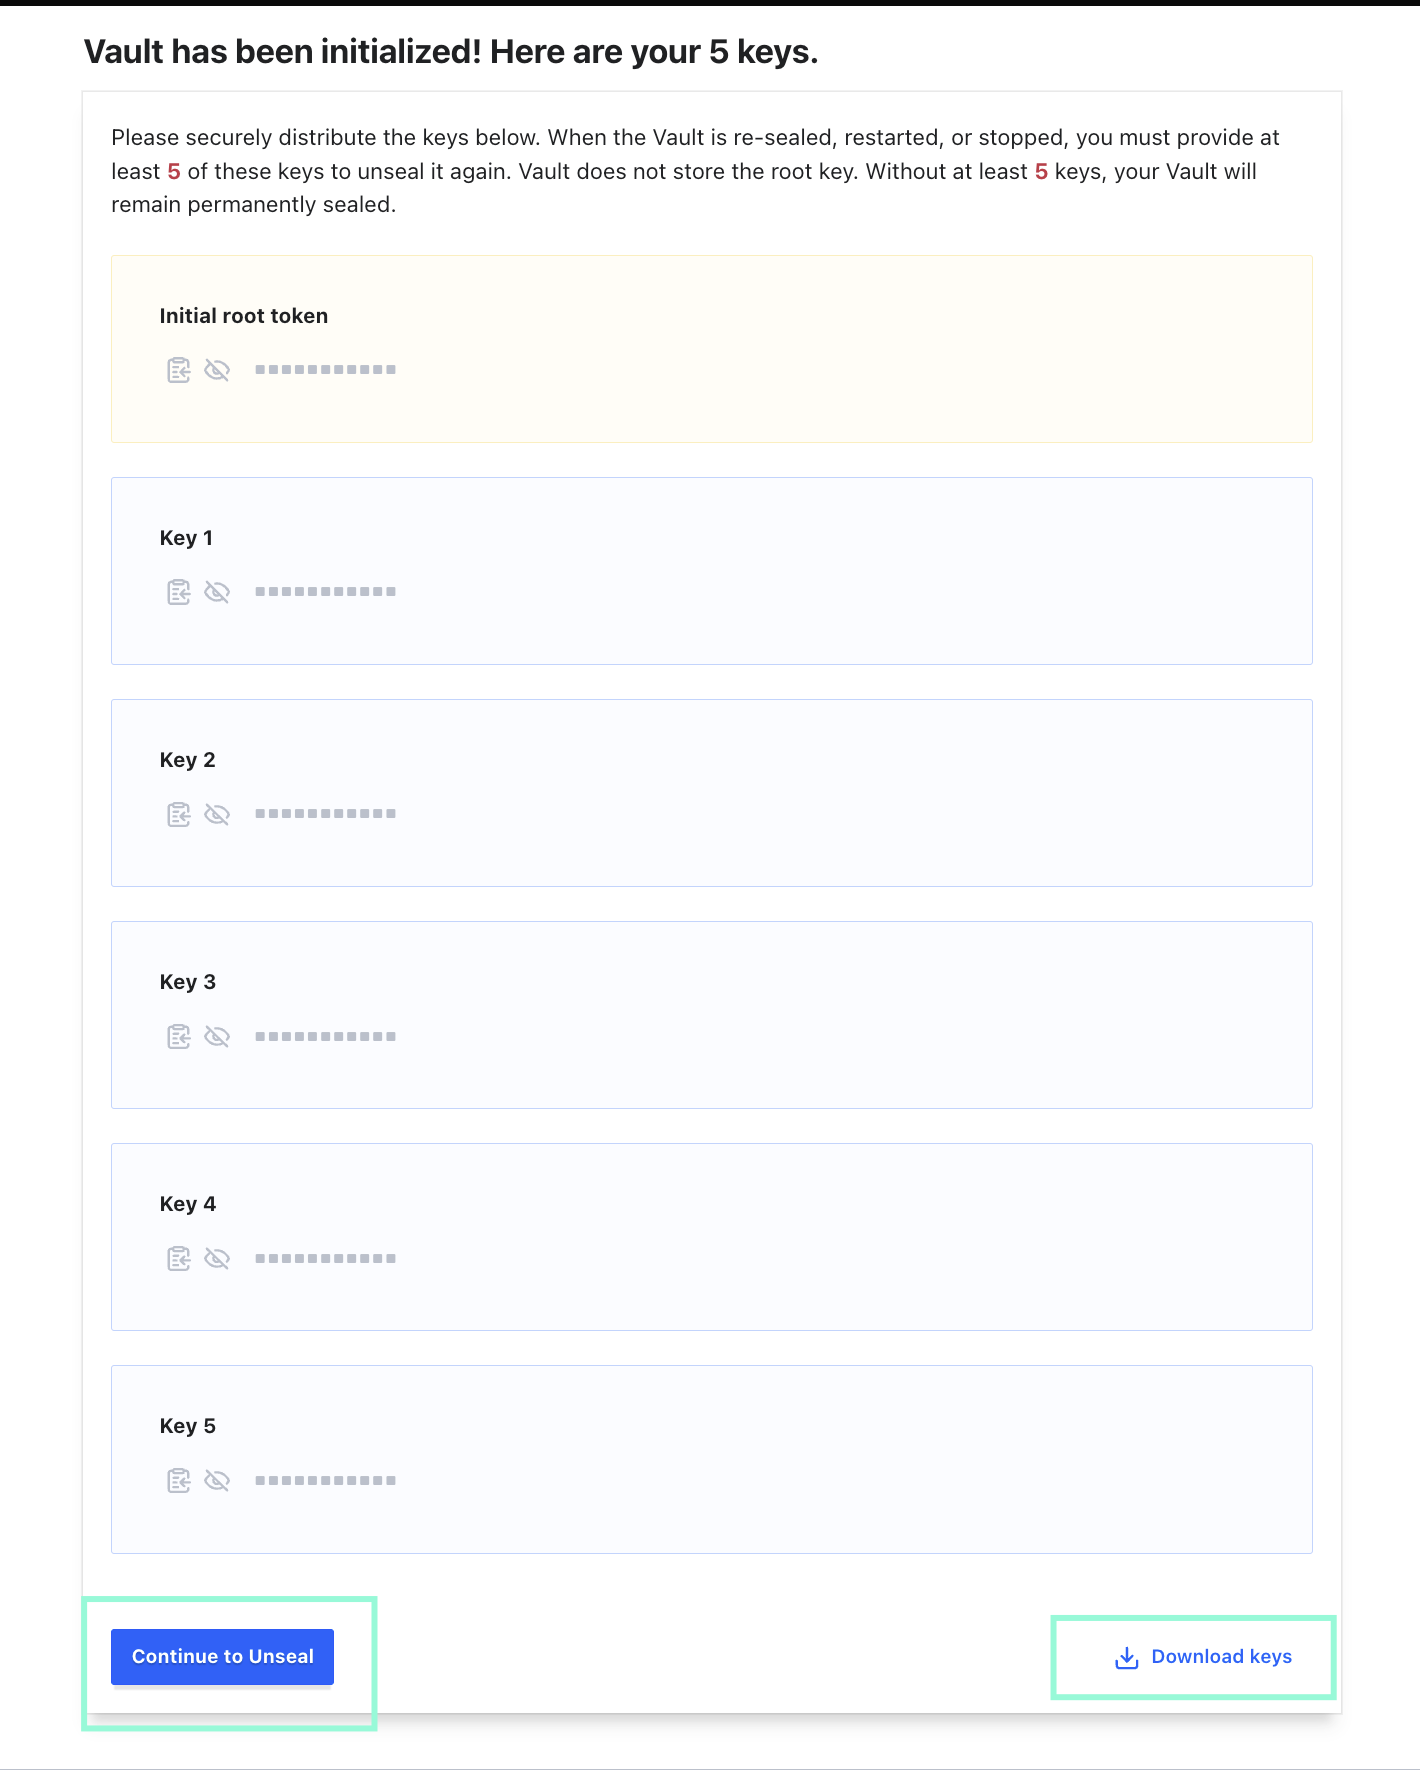 Vault has been initialized! Here are your 5 keys.
Please securely distribute the keys below. When the Vault is re-sealed, restarted, or stopped, you must provide at
least 5 of these keys to unseal it again. Vault does not store the root key. Without at least 5 keys, your Vault will
remain permanently sealed.
Initial root token
Key 1
Key 2
Key 3
Key 4
Key 5
Continue to Unseal
Download keys